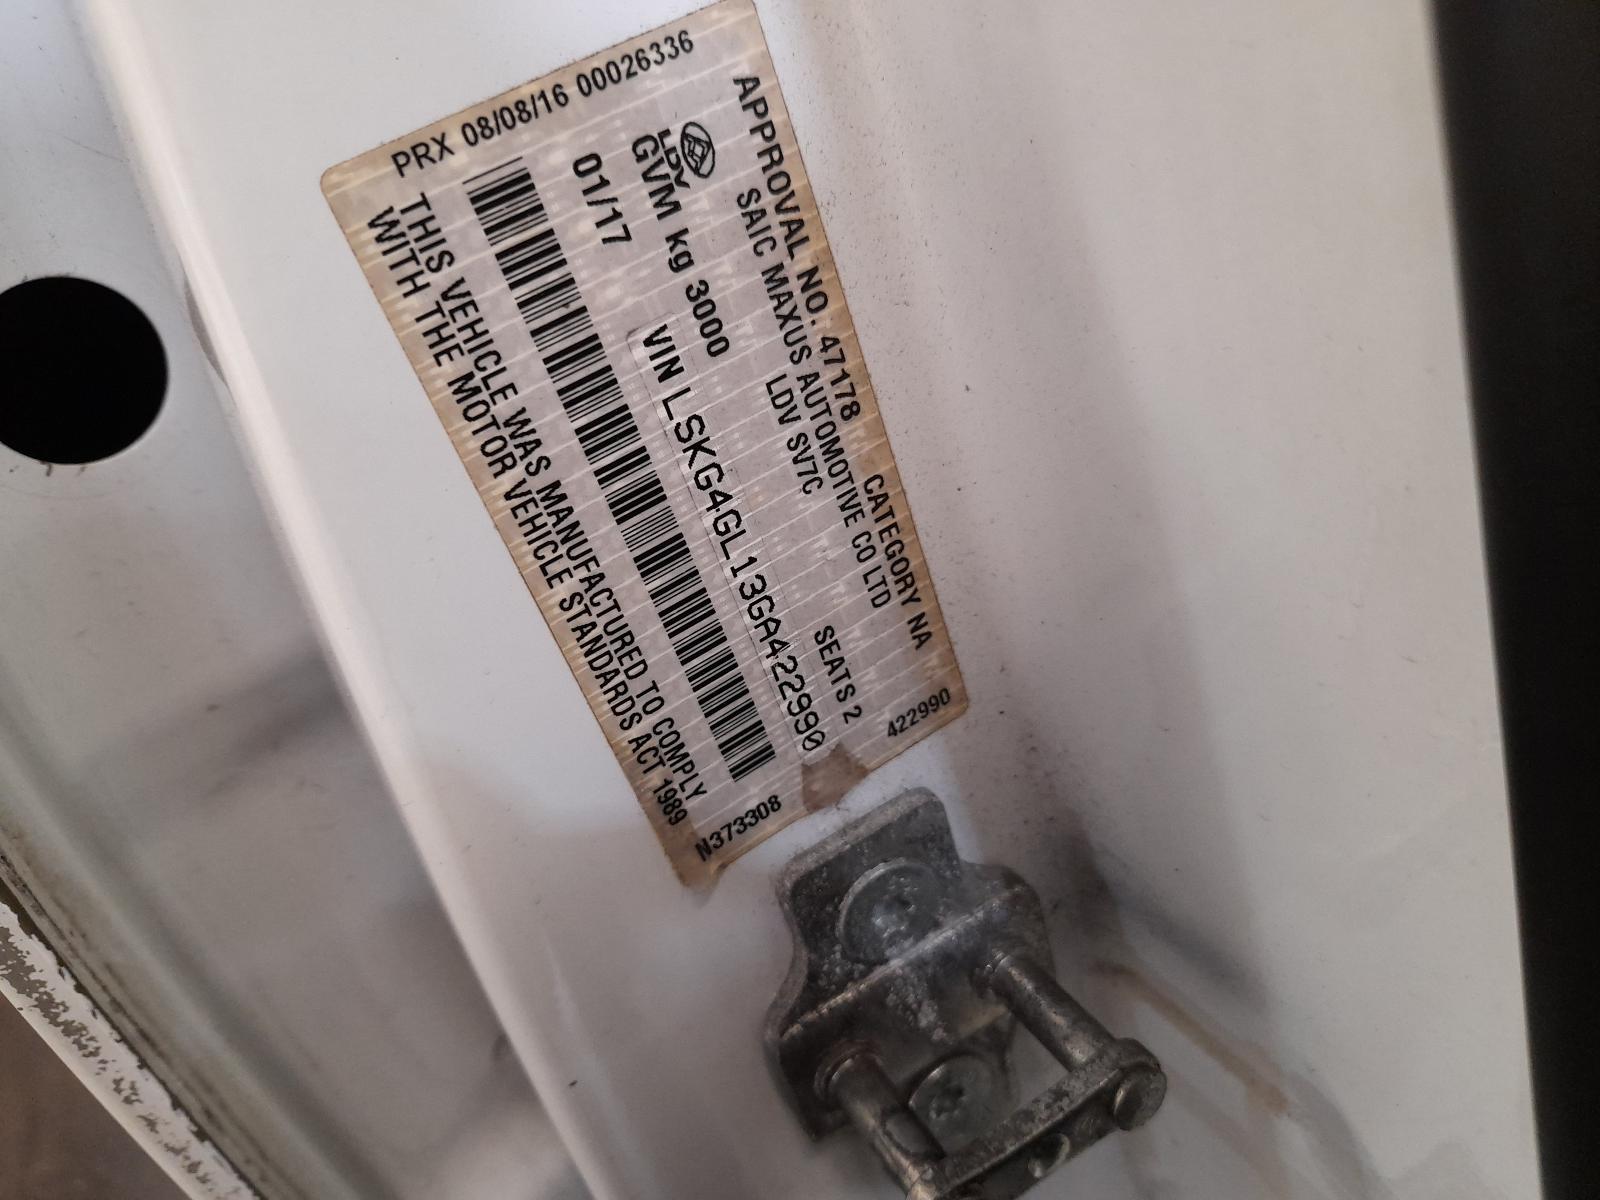 APPROVAL NO. 47178 CATEGORY NA
SAIC MAXUS AUTOMOTIVE CO LTD
LDV
LDV SV7C
SEATS 2
422990
GVM kg 3000
01/17
VIN LSKG4GL13GA422990
PRX 08/08/16 00026336
N373308
THIS VEHICLE WAS MANUFACTURED TO COMPLY
WITH THE MOTOR VEHICLE STANDARDS ACT 1989